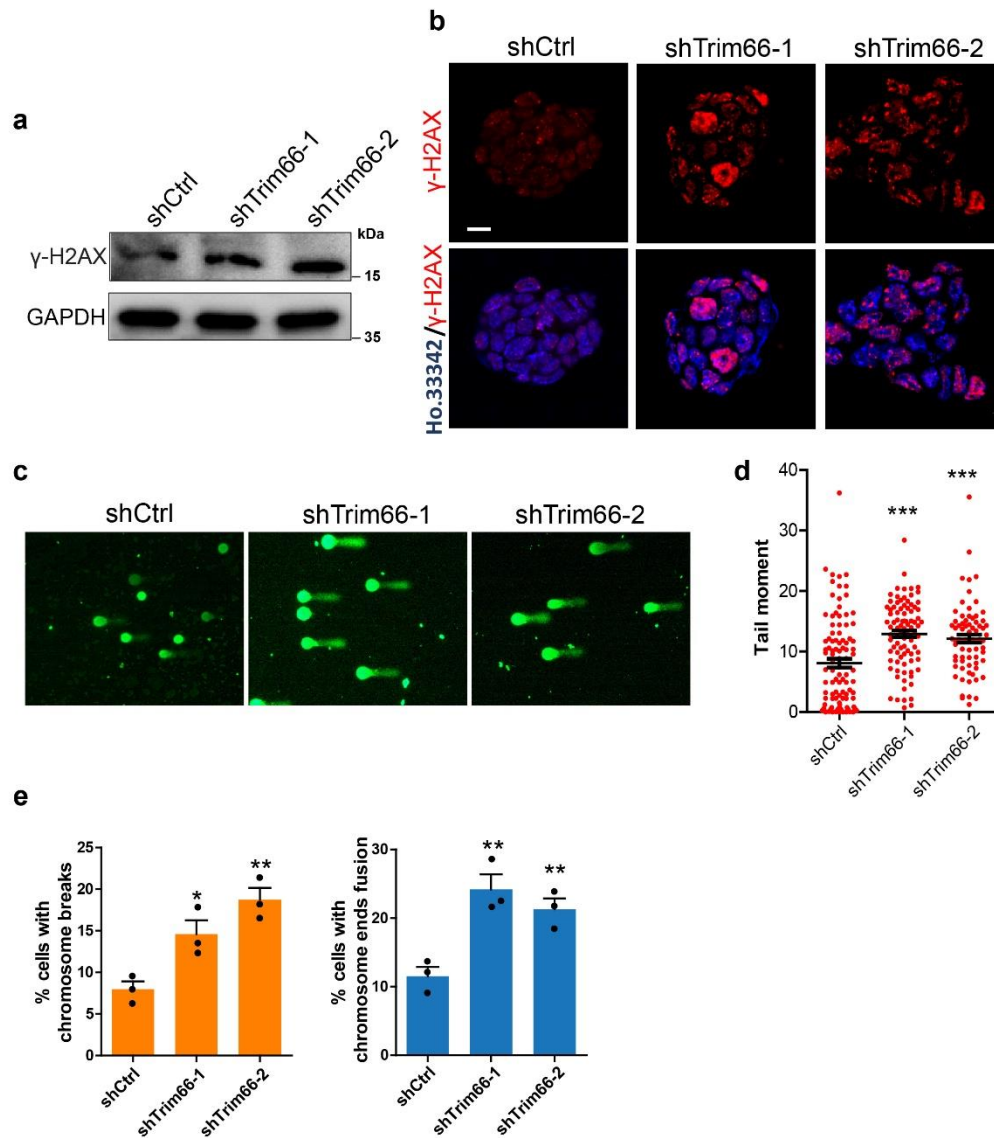 a
shCtrl
shTrim66-1
shTrim66-2
kDa
γ-H2AX
15
GAPDH
35
b
shCtrl
shTrim66-1
shTrim66-2
γ-H2AX
Ho.33342/γ-H2AX
c
shCtrl
shTrim66-1
shTrim66-2
d
Tail moment
40
30
20
10
0
***
***
shCtrl
shTrim66-1
shTrim66-2
e
% cells with
chromosome breaks
25
20
15
10
5
0
*
**
shCtrl
shTrim66-1
shTrim66-2
% cells with
chromosome ends fusion
30
20
10
0
**
**
shCtrl
shTrim66-1
shTrim66-2